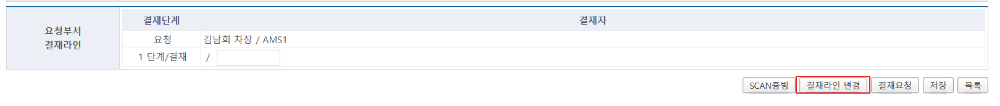 요청부서
결재라인
결재단계 결재자
요청 김남희 차장 / AMS1
1 단계/결재 /
SCAN증빙 결재라인 변경 결재요청 저장 목록